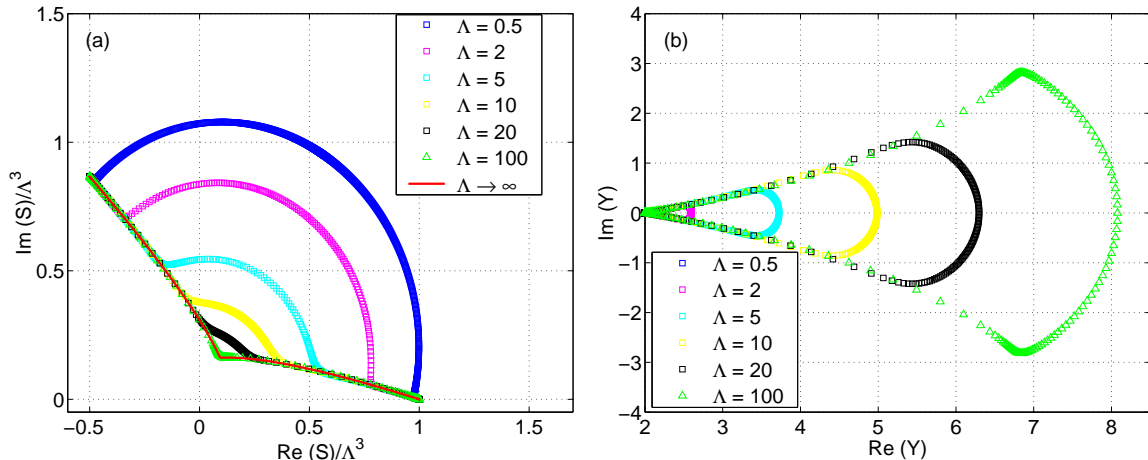 (a)
Λ = 0.5
Λ = 2
Λ = 5
Λ = 10
Λ = 20
Λ = 100
Λ → ∞
1.5
1
0.5
0
−0.5 0 0.5 1 1.5
Im (S)/Λ³
Re (S)/Λ³
(b)
4
3
2
1
0
−1
−2
−3
−4
2 3 4 5 6 7 8
Im (Y)
Re (Y)
Λ = 0.5
Λ = 2
Λ = 5
Λ = 10
Λ = 20
Λ = 100